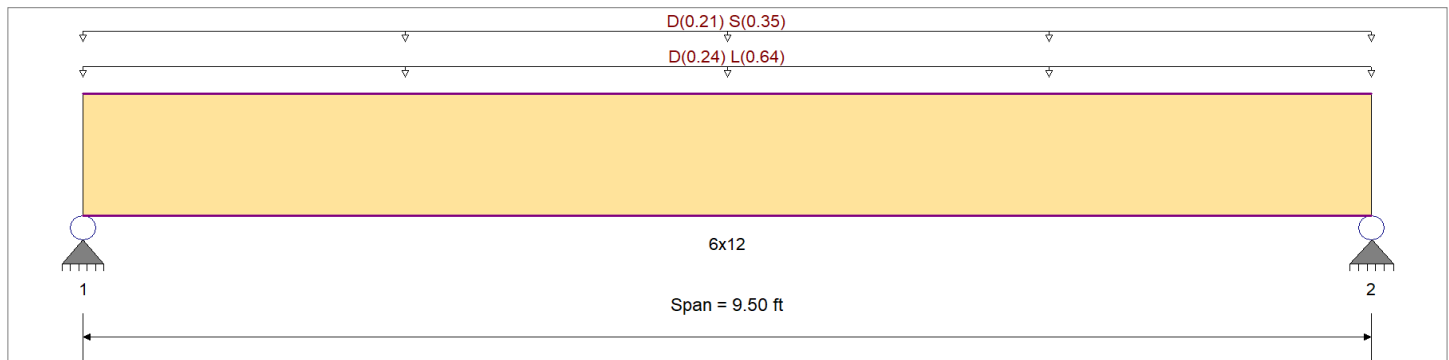 D(0.21) S(0.35)
D(0.24) L(0.64)
6x12
1 2
Span = 9.50 ft